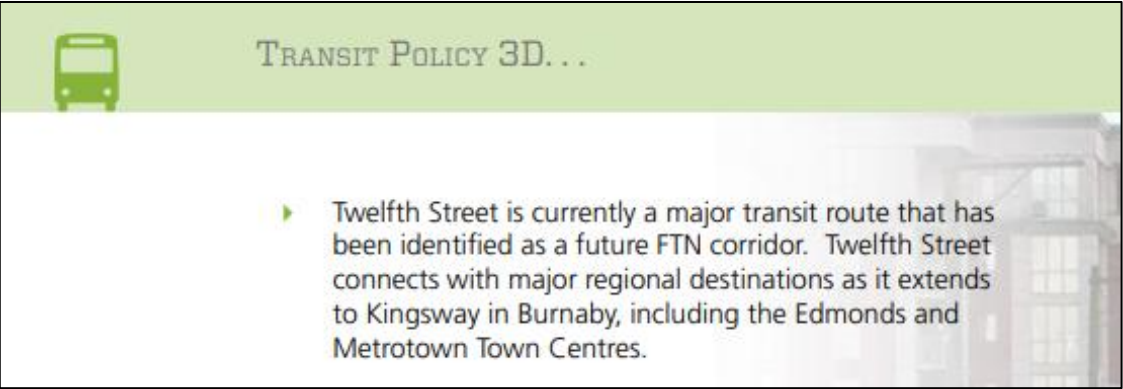 Transit Policy 3D...
Twelfth Street is currently a major transit route that has
been identified as a future FTN corridor.  Twelfth Street
connects with major regional destinations as it extends
to Kingsway in Burnaby, including the Edmonds and
Metrotown Town Centres.